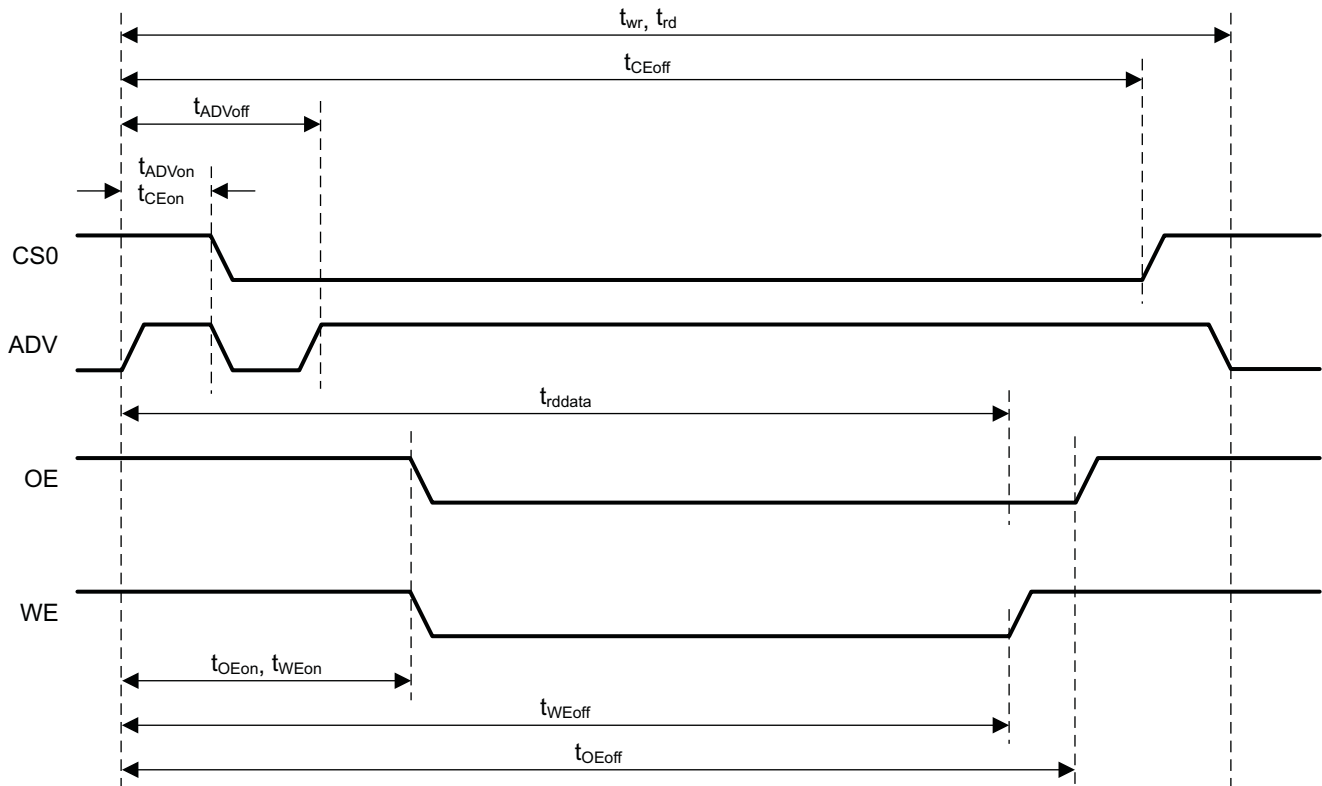 twr, trd
tCEoff
tADVoff
tADVon
tCEon
CS0
ADV
trddata
OE
WE
tOEon, tWEon
tWEoff
tOEoff